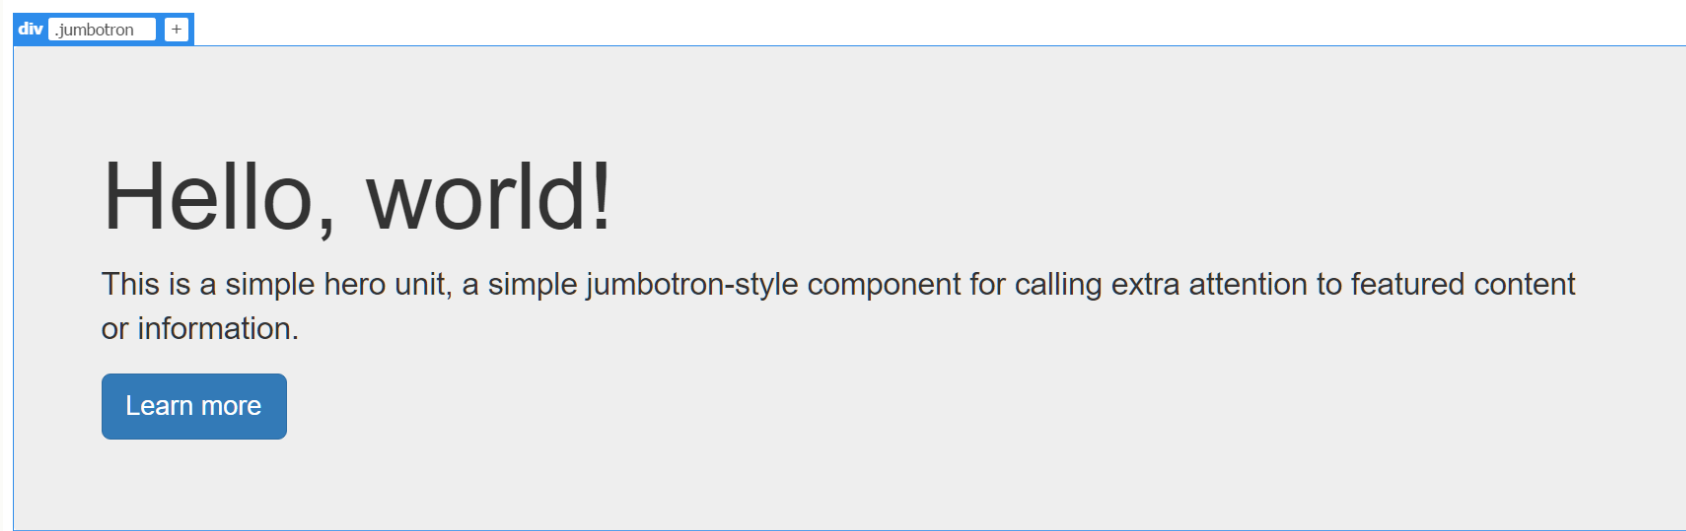 div .jumbotron +
Hello, world!
This is a simple hero unit, a simple jumbotron-style component for calling extra attention to featured content
or information.
Learn more